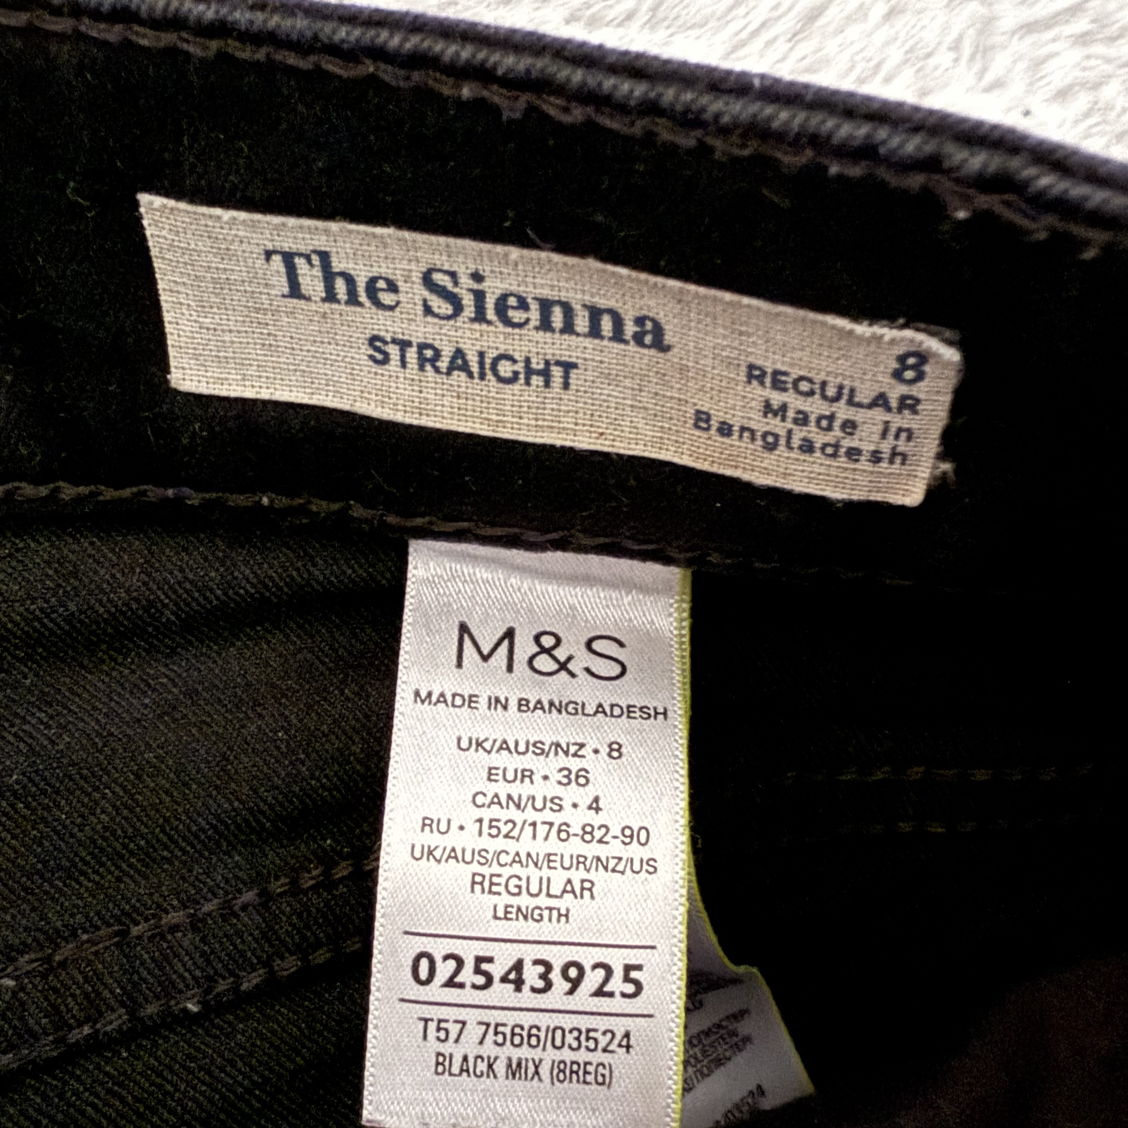 The Sienna
STRAIGHT
8
REGULAR
Made In
Bangladesh
M&S
MADE IN BANGLADESH
UK/AUS/NZ • 8
EUR • 36
CAN/US • 4
RU • 152/176-82-90
UK/AUS/CAN/EUR/NZ/US
REGULAR
LENGTH
02543925
T57 7566/03524
BLACK MIX (8REG)